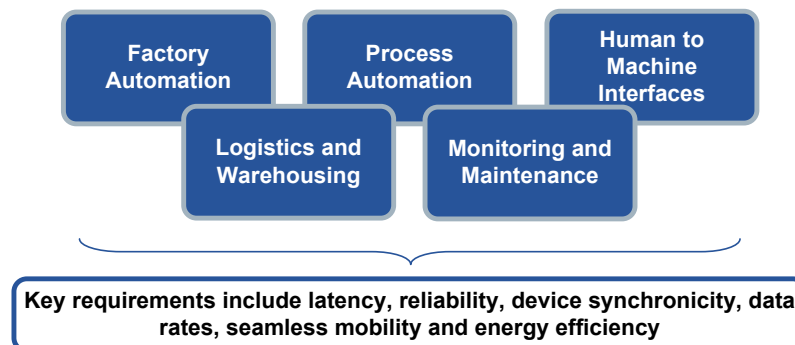 Factory
Automation
Process
Automation
Human to
Machine
Interfaces
Logistics and
Warehousing
Monitoring and
Maintenance
Key requirements include latency, reliability, device synchronicity, data
rates, seamless mobility and energy efficiency